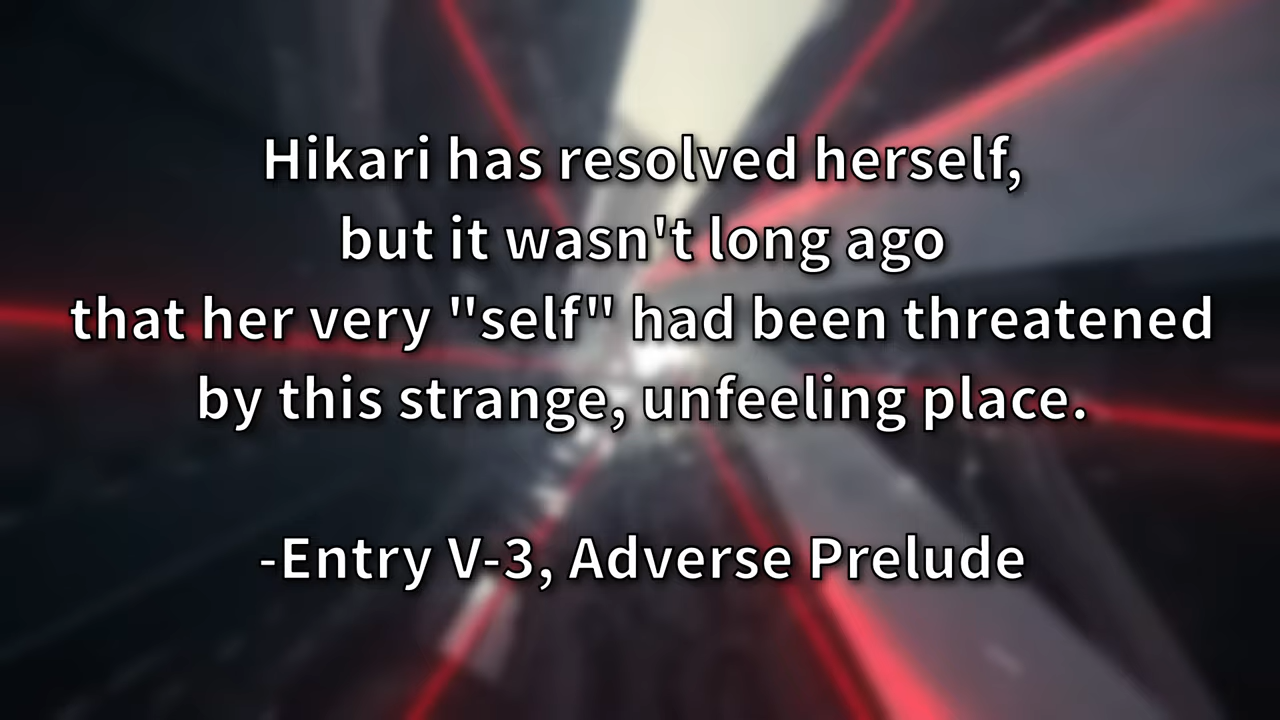 Hikari has resolved herself,
but it wasn't long ago
that her very "self" had been threatened
by this strange, unfeeling place.
-Entry V-3, Adverse Prelude